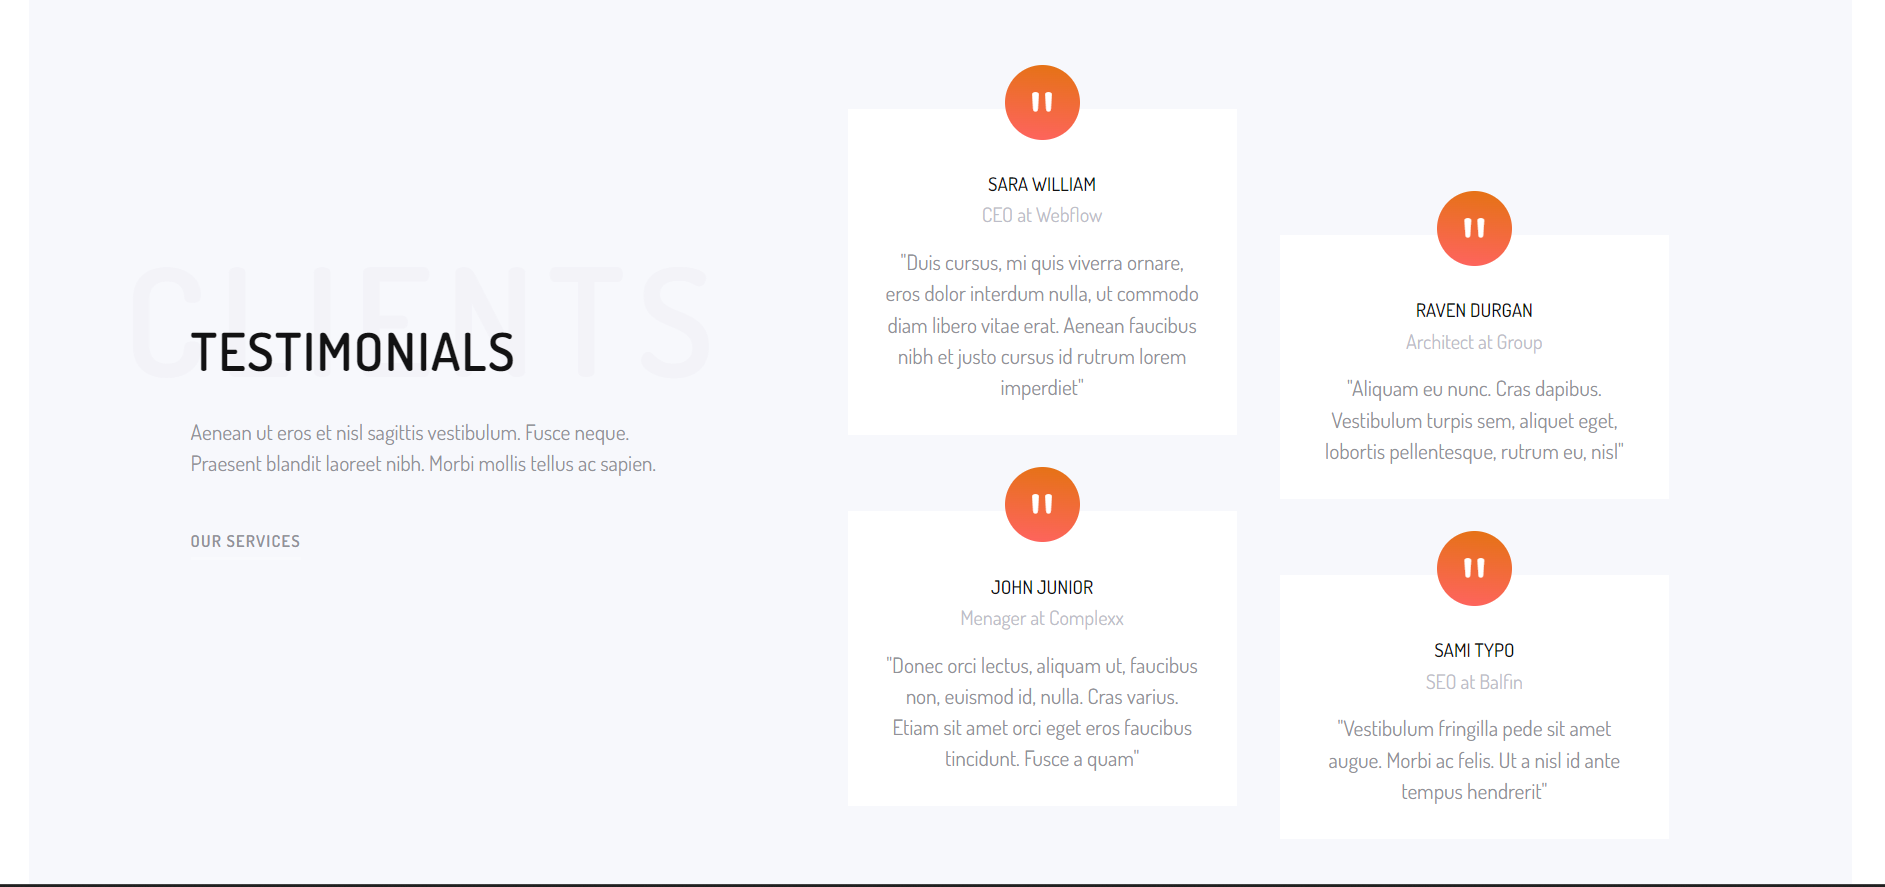 CLIENTS
TESTIMONIALS
Aenean ut eros et nisl sagittis vestibulum. Fusce neque.
Praesent blandit laoreet nibh. Morbi mollis tellus ac sapien.
OUR SERVICES
"
SARA WILLIAM
CEO at Webflow
"Duis cursus, mi quis viverra ornare,
eros dolor interdum nulla, ut commodo
diam libero vitae erat. Aenean faucibus
nibh et justo cursus id rutrum lorem
imperdiet"
"
JOHN JUNIOR
Menager at Complexx
"Donec orci lectus, aliquam ut, faucibus
non, euismod id, nulla. Cras varius.
Etiam sit amet orci eget eros faucibus
tincidunt. Fusce a quam"
"
RAVEN DURGAN
Architect at Group
"Aliquam eu nunc. Cras dapibus.
Vestibulum turpis sem, aliquet eget,
lobortis pellentesque, rutrum eu, nisl"
"
SAMI TYPO
SEO at Balfin
"Vestibulum fringilla pede sit amet
augue. Morbi ac felis. Ut a nisl id ante
tempus hendrerit"